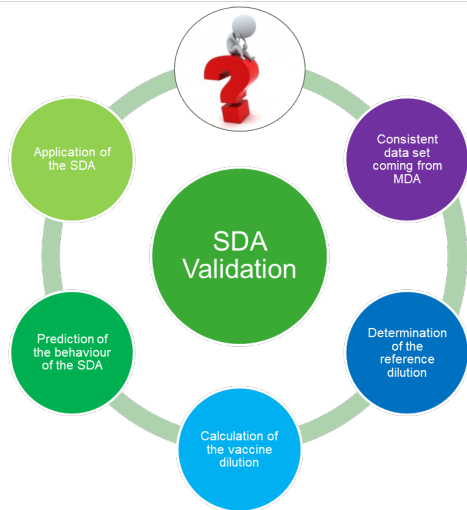 SDA
Validation
Consistent
data set
coming from
MDA
Determination
of the
reference
dilution
Calculation of
the vaccine
dilution
Prediction of
the behaviour
of the SDA
Application of
the SDA